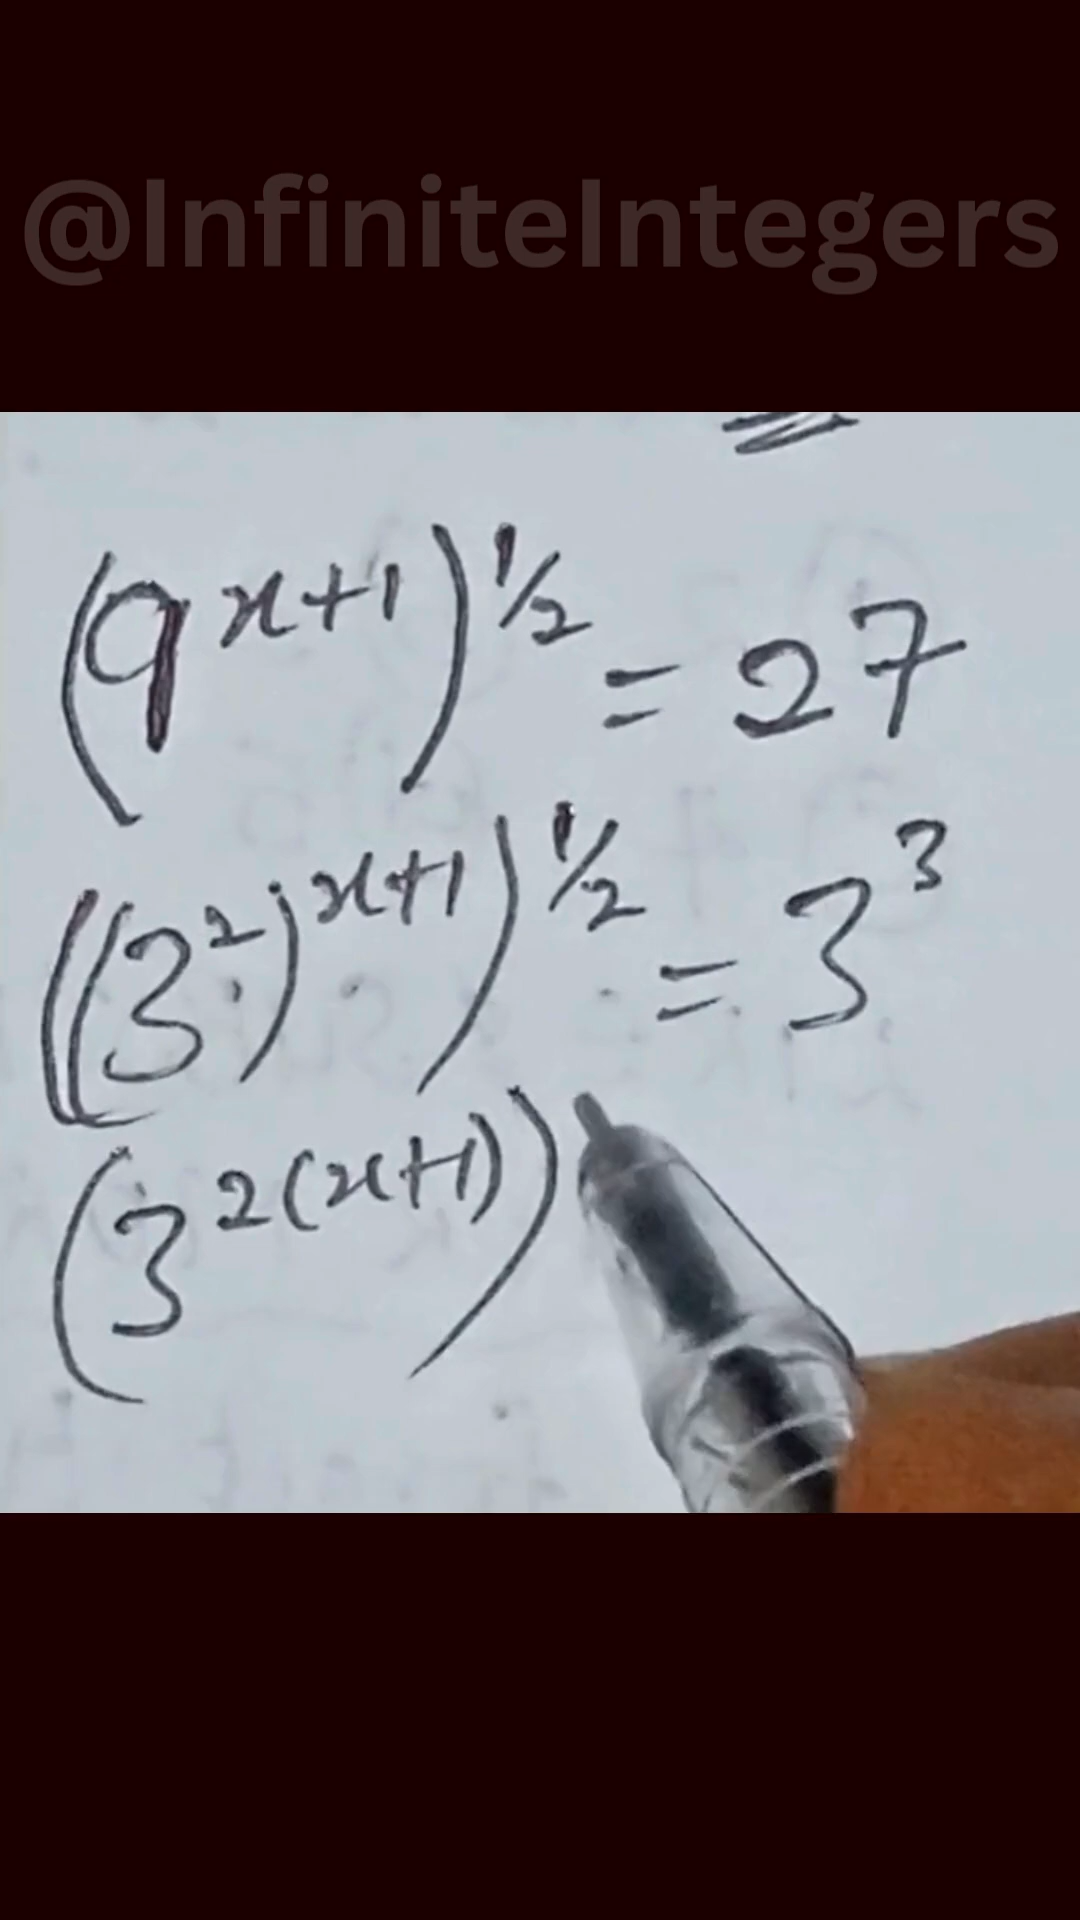 @InfiniteIntegers
(9^{x+1})^{1/2} = 27
((3^2)^{x+1})^{1/2} = 3^3
(3^{2(x+1)})